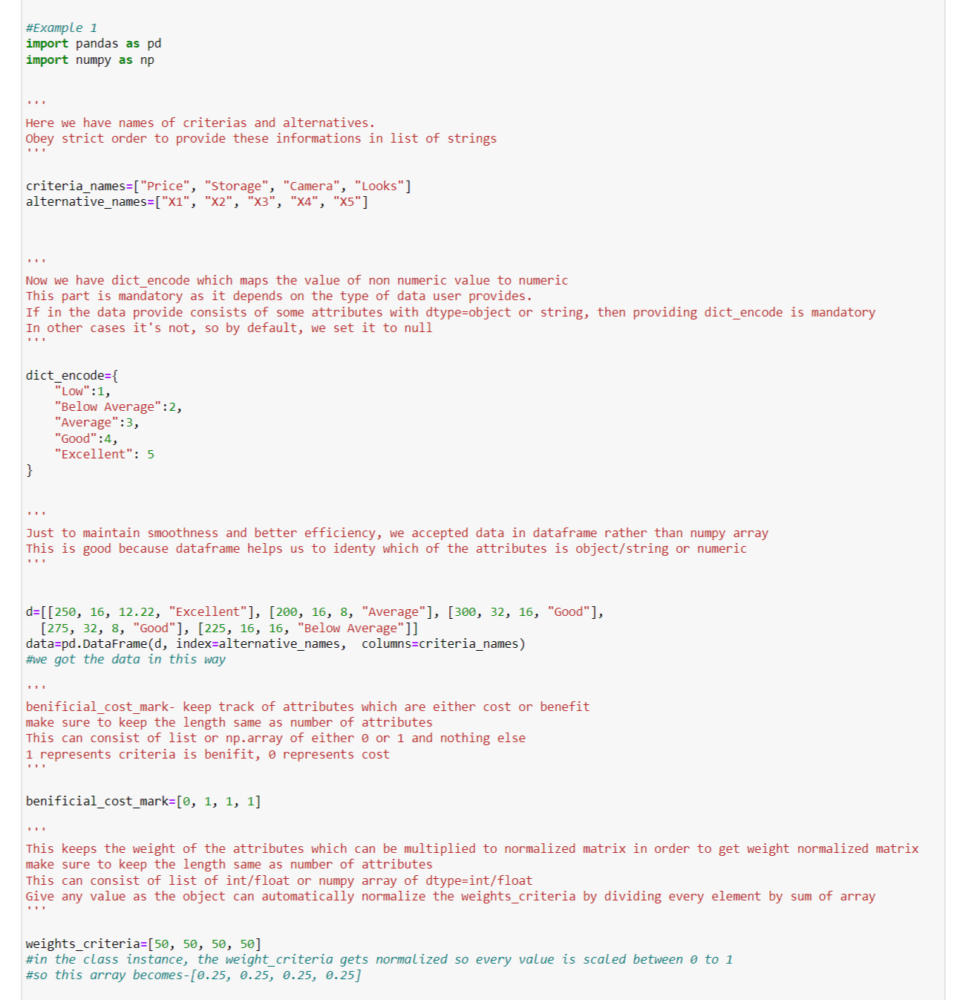 #Example 1
import pandas as pd
import numpy as np
'''
Here we have names of criterias and alternatives.
Obey strict order to provide these informations in list of strings
'''
criteria_names=["Price", "Storage", "Camera", "Looks"]
alternative_names=["X1", "X2", "X3", "X4", "X5"]
'''
Now we have dict_encode which maps the value of non numeric value to numeric
This part is mandatory as it depends on the type of data user provides.
If in the data provide consists of some attributes with dtype=object or string, then providing dict_encode is mandatory
In other cases it's not, so by default, we set it to null
'''
dict_encode={
    "Low":1,
    "Below Average":2,
    "Average":3,
    "Good":4,
    "Excellent": 5
}
'''
Just to maintain smoothness and better efficiency, we accepted data in dataframe rather than numpy array
This is good because dataframe helps us to identy which of the attributes is object/string or numeric
'''
d=[[250, 16, 12.22, "Excellent"], [200, 16, 8, "Average"], [300, 32, 16, "Good"],
  [275, 32, 8, "Good"], [225, 16, 16, "Below Average"]]
data=pd.DataFrame(d, index=alternative_names,  columns=criteria_names)
#we got the data in this way
'''
benificial_cost_mark- keep track of attributes which are either cost or benefit
make sure to keep the length same as number of attributes
This can consist of list or np.array of either 0 or 1 and nothing else
1 represents criteria is benifit, 0 represents cost
'''
benificial_cost_mark=[0, 1, 1, 1]
'''
This keeps the weight of the attributes which can be multiplied to normalized matrix in order to get weight normalized matrix
make sure to keep the length same as number of attributes
This can consist of list of int/float or numpy array of dtype=int/float
Give any value as the object can automatically normalize the weights_criteria by dividing every element by sum of array
'''
weights_criteria=[50, 50, 50, 50]
#in the class instance, the weight_criteria gets normalized so every value is scaled between 0 to 1
#so this array becomes-[0.25, 0.25, 0.25, 0.25]